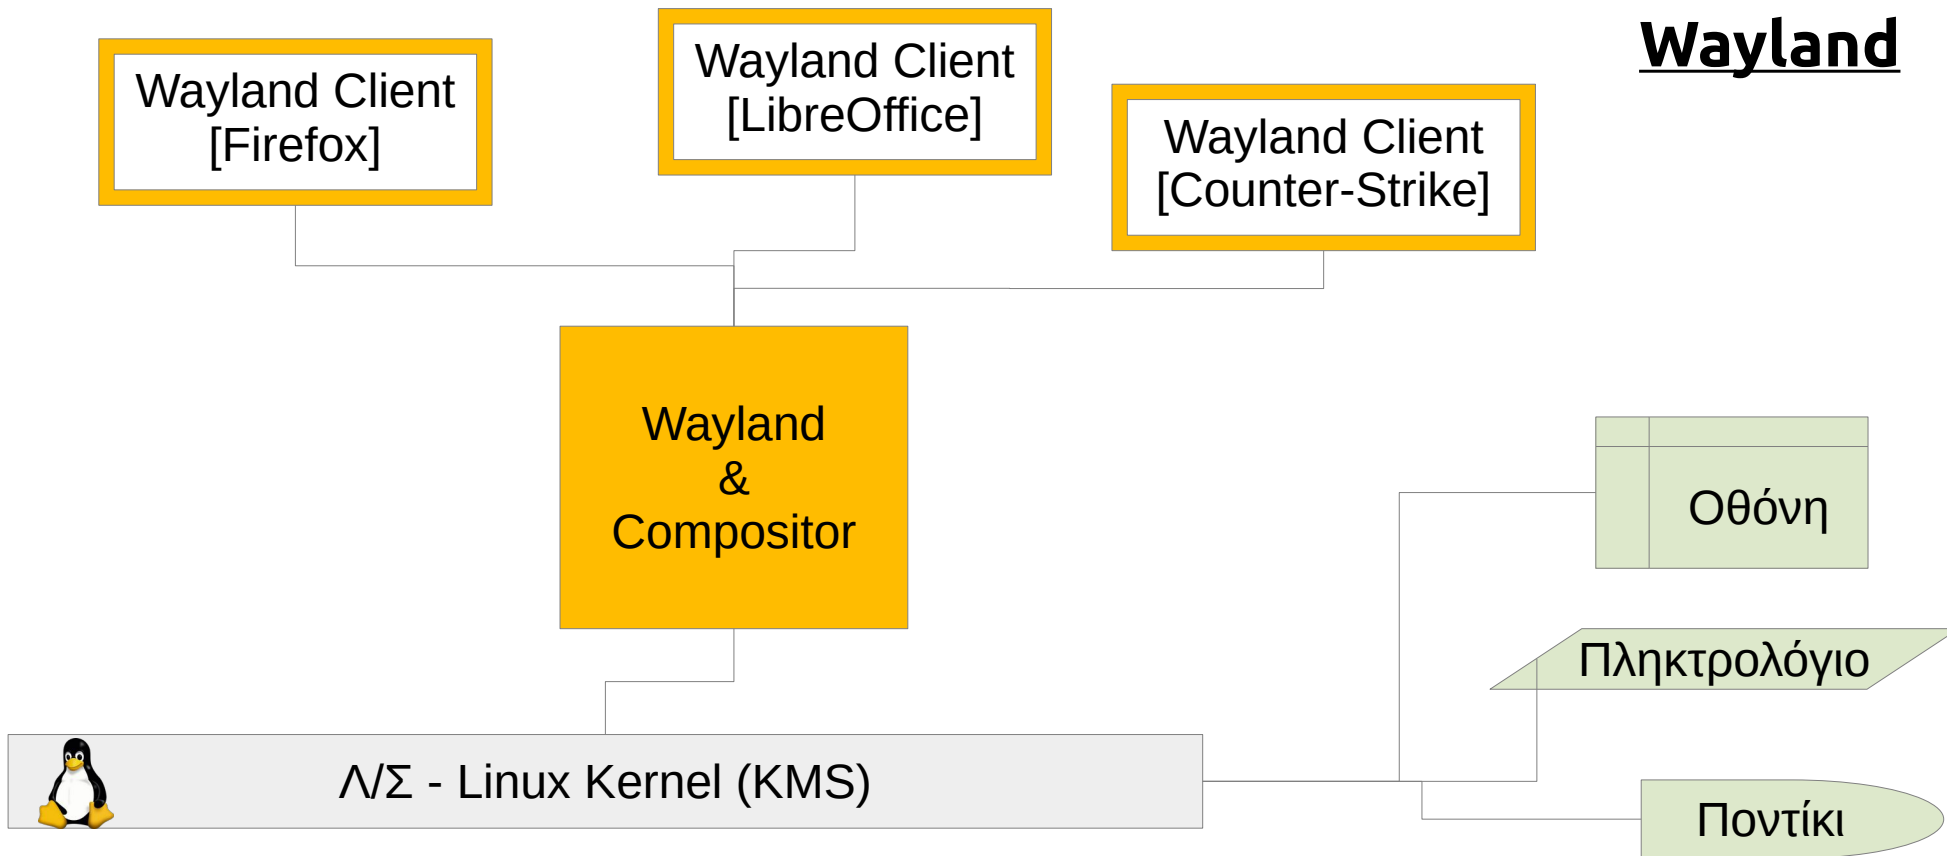 Wayland
Wayland Client
[Firefox]
Wayland Client
[LibreOffice]
Wayland Client
[Counter-Strike]
Wayland
&
Compositor
Οθόνη
Πληκτρολόγιο
Λ/Σ - Linux Kernel (KMS)
Ποντίκι